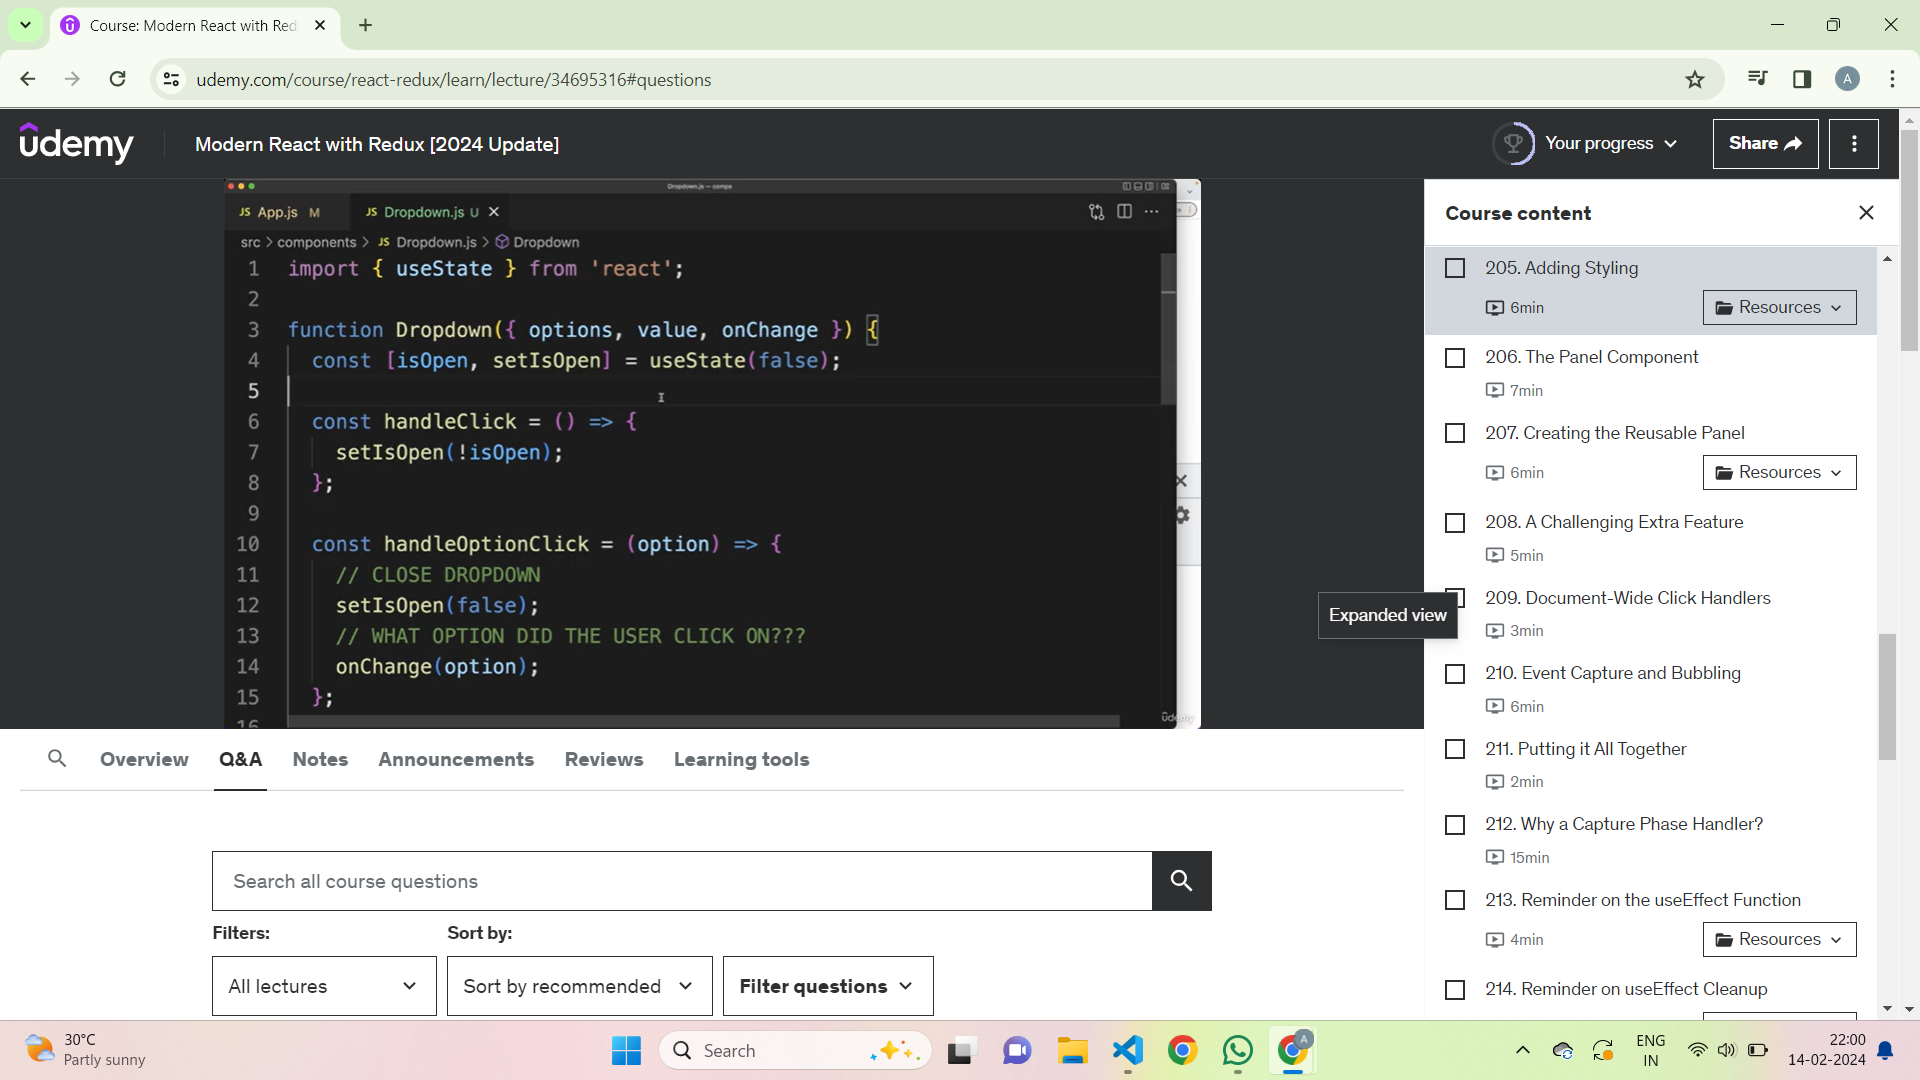 Course: Modern React with Red
udemy.com/course/react-redux/learn/lecture/34695316#questions
A
ûdemy
Modern React with Redux [2024 Update]
Your progress
Share
Dropdown.js — comps
JS App.js M
JS Dropdown.js U
src > components > JS Dropdown.js > Dropdown
1 import { useState } from 'react';
2
3 function Dropdown({ options, value, onChange }) {
4 const [isOpen, setIsOpen] = useState(false);
5
6 const handleClick = () => {
7 setIsOpen(!isOpen);
8 };
9
10 const handleOptionClick = (option) => {
11 // CLOSE DROPDOWN
12 setIsOpen(false);
13 // WHAT OPTION DID THE USER CLICK ON???
14 onChange(option);
15 };
16
ûdemy
Expanded view
Course content
205. Adding Styling
6min
Resources
206. The Panel Component
7min
207. Creating the Reusable Panel
6min
Resources
208. A Challenging Extra Feature
5min
209. Document-Wide Click Handlers
3min
210. Event Capture and Bubbling
6min
211. Putting it All Together
2min
212. Why a Capture Phase Handler?
15min
213. Reminder on the useEffect Function
4min
Resources
214. Reminder on useEffect Cleanup
Overview
Q&A
Notes
Announcements
Reviews
Learning tools
Search all course questions
Filters:
Sort by:
All lectures
Sort by recommended
Filter questions
30°C
Partly sunny
Search
A
ENG
IN
22:00
14-02-2024